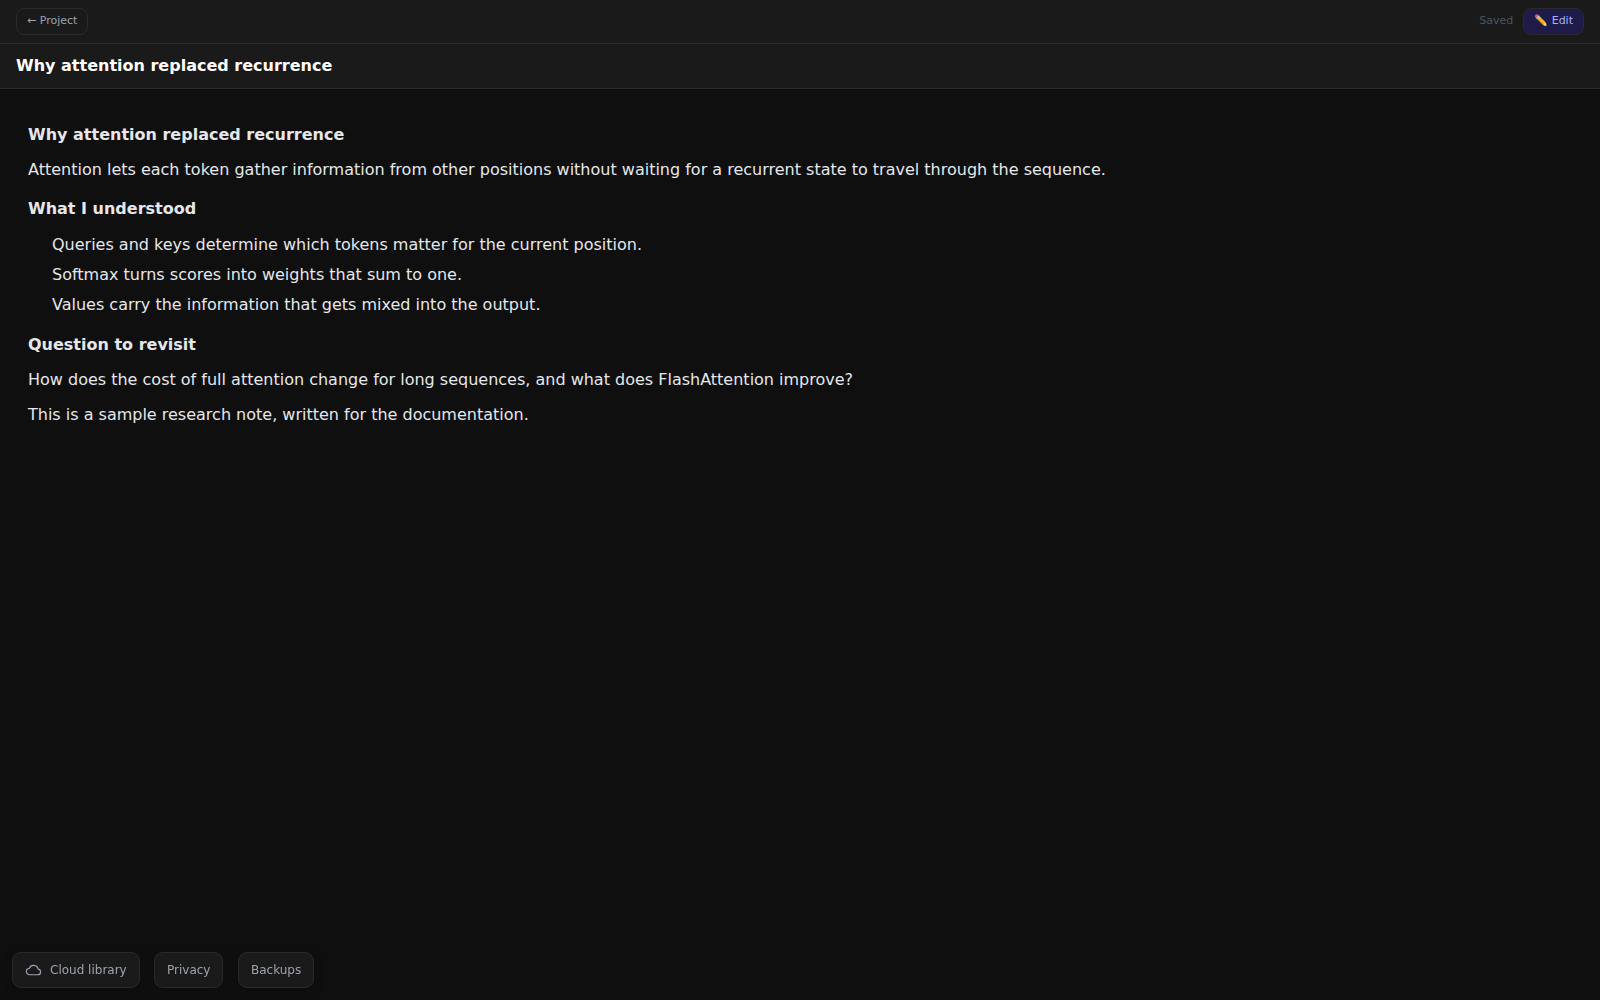 ← Project
Saved
✏️ Edit
Why attention replaced recurrence
Why attention replaced recurrence
Attention lets each token gather information from other positions without waiting for a recurrent state to travel through the sequence.
What I understood
Queries and keys determine which tokens matter for the current position.
Softmax turns scores into weights that sum to one.
Values carry the information that gets mixed into the output.
Question to revisit
How does the cost of full attention change for long sequences, and what does FlashAttention improve?
This is a sample research note, written for the documentation.
Cloud library
Privacy
Backups